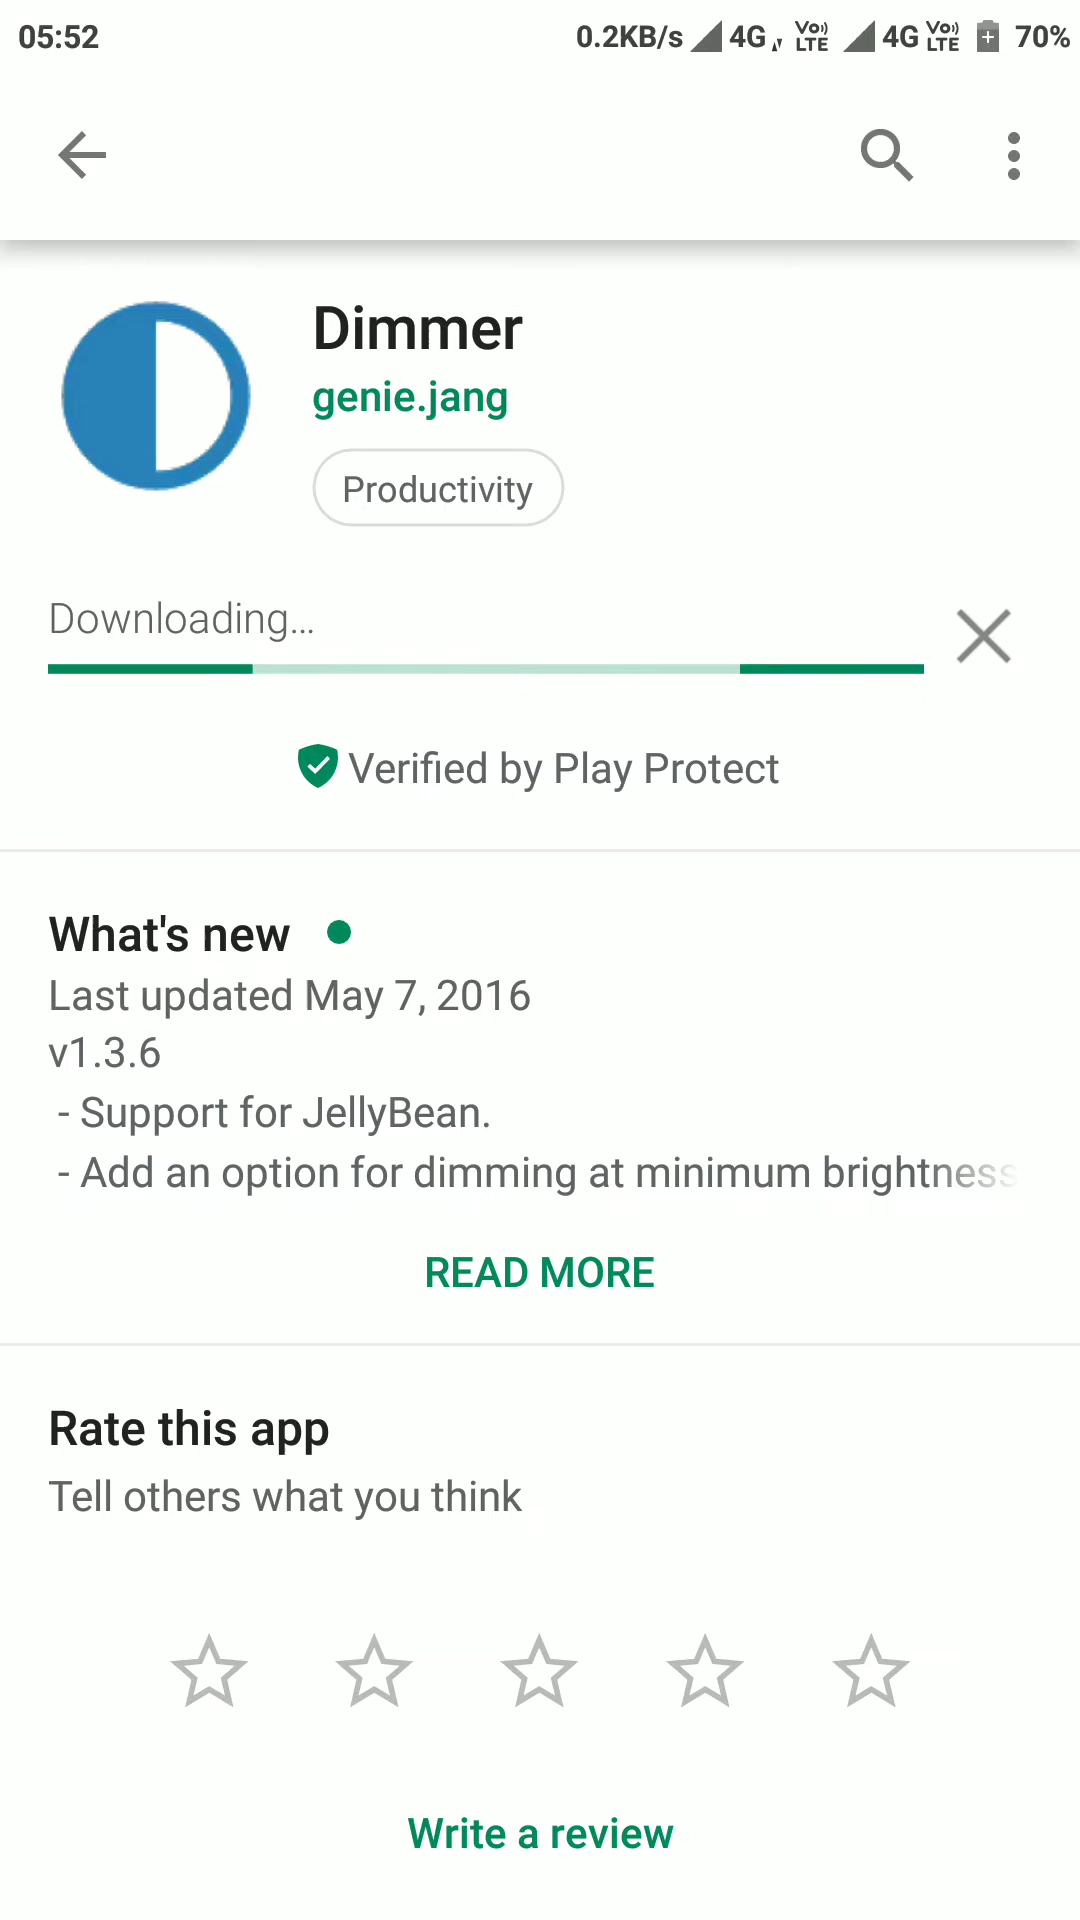 05:52 0.2KB/s 4G VoLTE 4G VoLTE 70%
Dimmer
genie.jang
Productivity
Downloading...
Verified by Play Protect
What's new
Last updated May 7, 2016
v1.3.6
- Support for JellyBean.
- Add an option for dimming at minimum brightness
READ MORE
Rate this app
Tell others what you think
Write a review